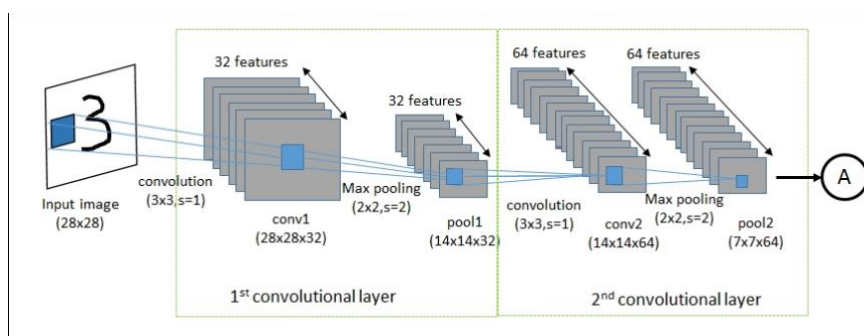 32 features
32 features
64 features
64 features
3
Input image
(28x28)
convolution
(3x3,s=1)
conv1
(28x28x32)
Max pooling
(2x2,s=2)
pool1
(14x14x32)
convolution
(3x3,s=1)
conv2
(14x14x64)
Max pooling
(2x2,s=2)
pool2
(7x7x64)
A
1st convolutional layer
2nd convolutional layer